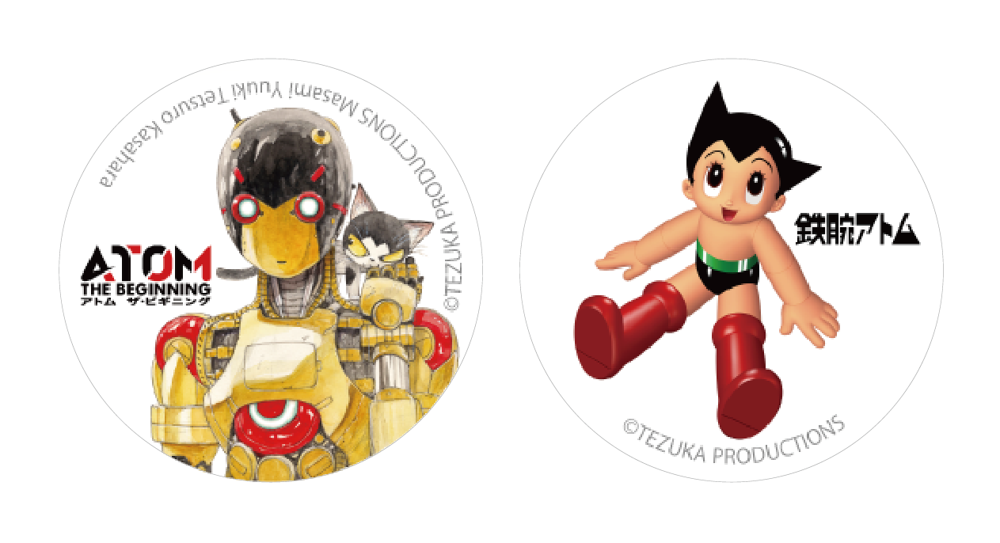 ©TEZUKA PRODUCTIONS Masami Yuuki Tetsuro Kasahara
ATOM
THE BEGINNING
アトム ザ・ビギニング
鉄腕アトム
©TEZUKA PRODUCTIONS